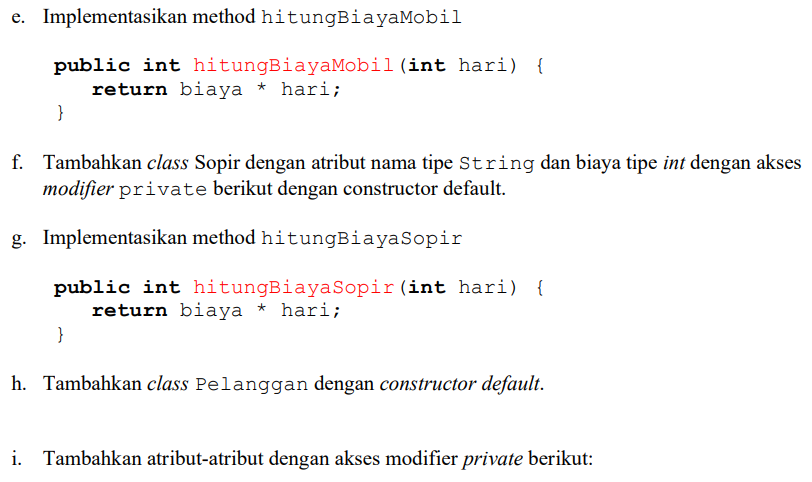 e. Implementasikan method hitungBiayaMobil
public int hitungBiayaMobil(int hari) {
return biaya * hari;
}
f. Tambahkan class Sopir dengan atribut nama tipe String dan biaya tipe int dengan akses
modifier private berikut dengan constructor default.
g. Implementasikan method hitungBiayaSopir
public int hitungBiayaSopir(int hari) {
return biaya * hari;
}
h. Tambahkan class Pelanggan dengan constructor default.
i. Tambahkan atribut-atribut dengan akses modifier private berikut: